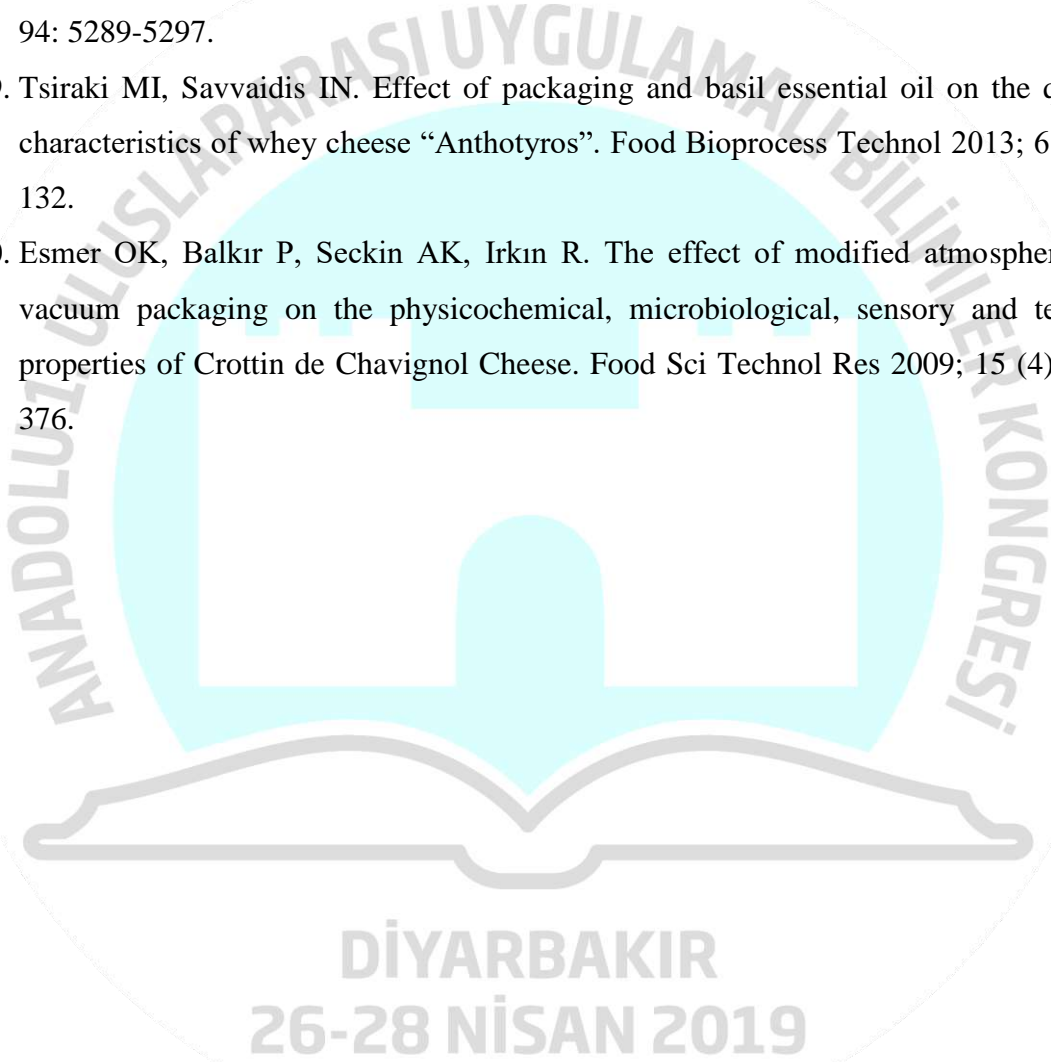 94: 5289-5297.
. Tsiraki MI, Savvaidis IN. Effect of packaging and basil essential oil on the
characteristics of whey cheese “Anthotyros”. Food Bioprocess Technol 2013; 6
132.
. Esmer OK, Balkır P, Seckin AK, Irkın R. The effect of modified
vacuum packaging on the physicochemical, microbiological, sensory and
properties of Crottin de Chavignol Cheese. Food Sci Technol Res 2009; 15 (4)
376.
ANADOLU 1. ULUSLARARASI UYGULAMALI BİLİMLER KONGRESİ
DİYARBAKIR
26-28 NİSAN 2019